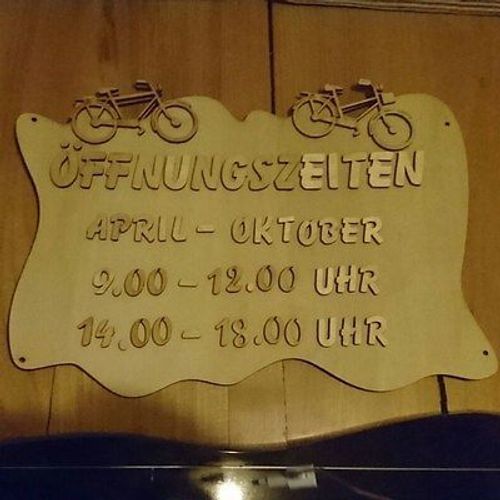 ÖFFNUNGSZEITEN
APRIL - OKTOBER
9.00 - 12.00 UHR
14.00 - 18.00 UHR